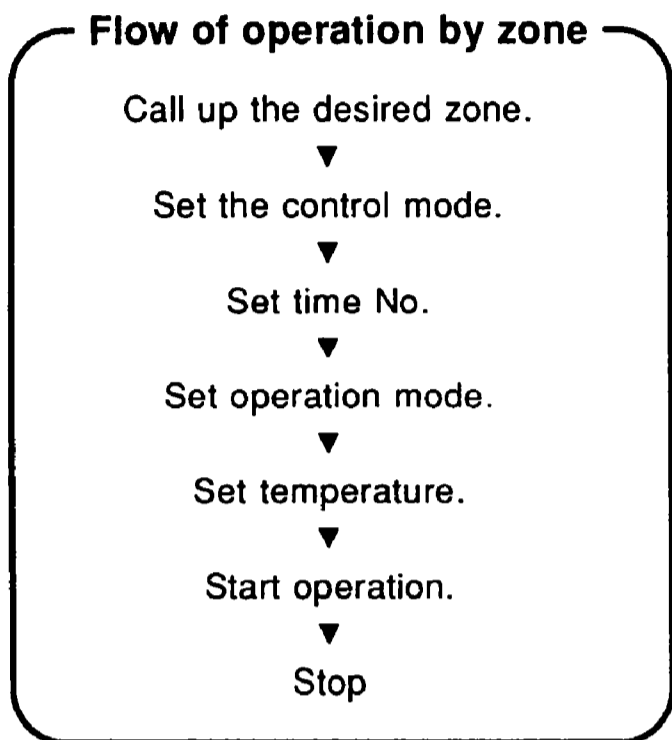 Flow of operation by zone
Call up the desired zone.
▼
Set the control mode.
▼
Set time No.
▼
Set operation mode.
▼
Set temperature.
▼
Start operation.
▼
Stop